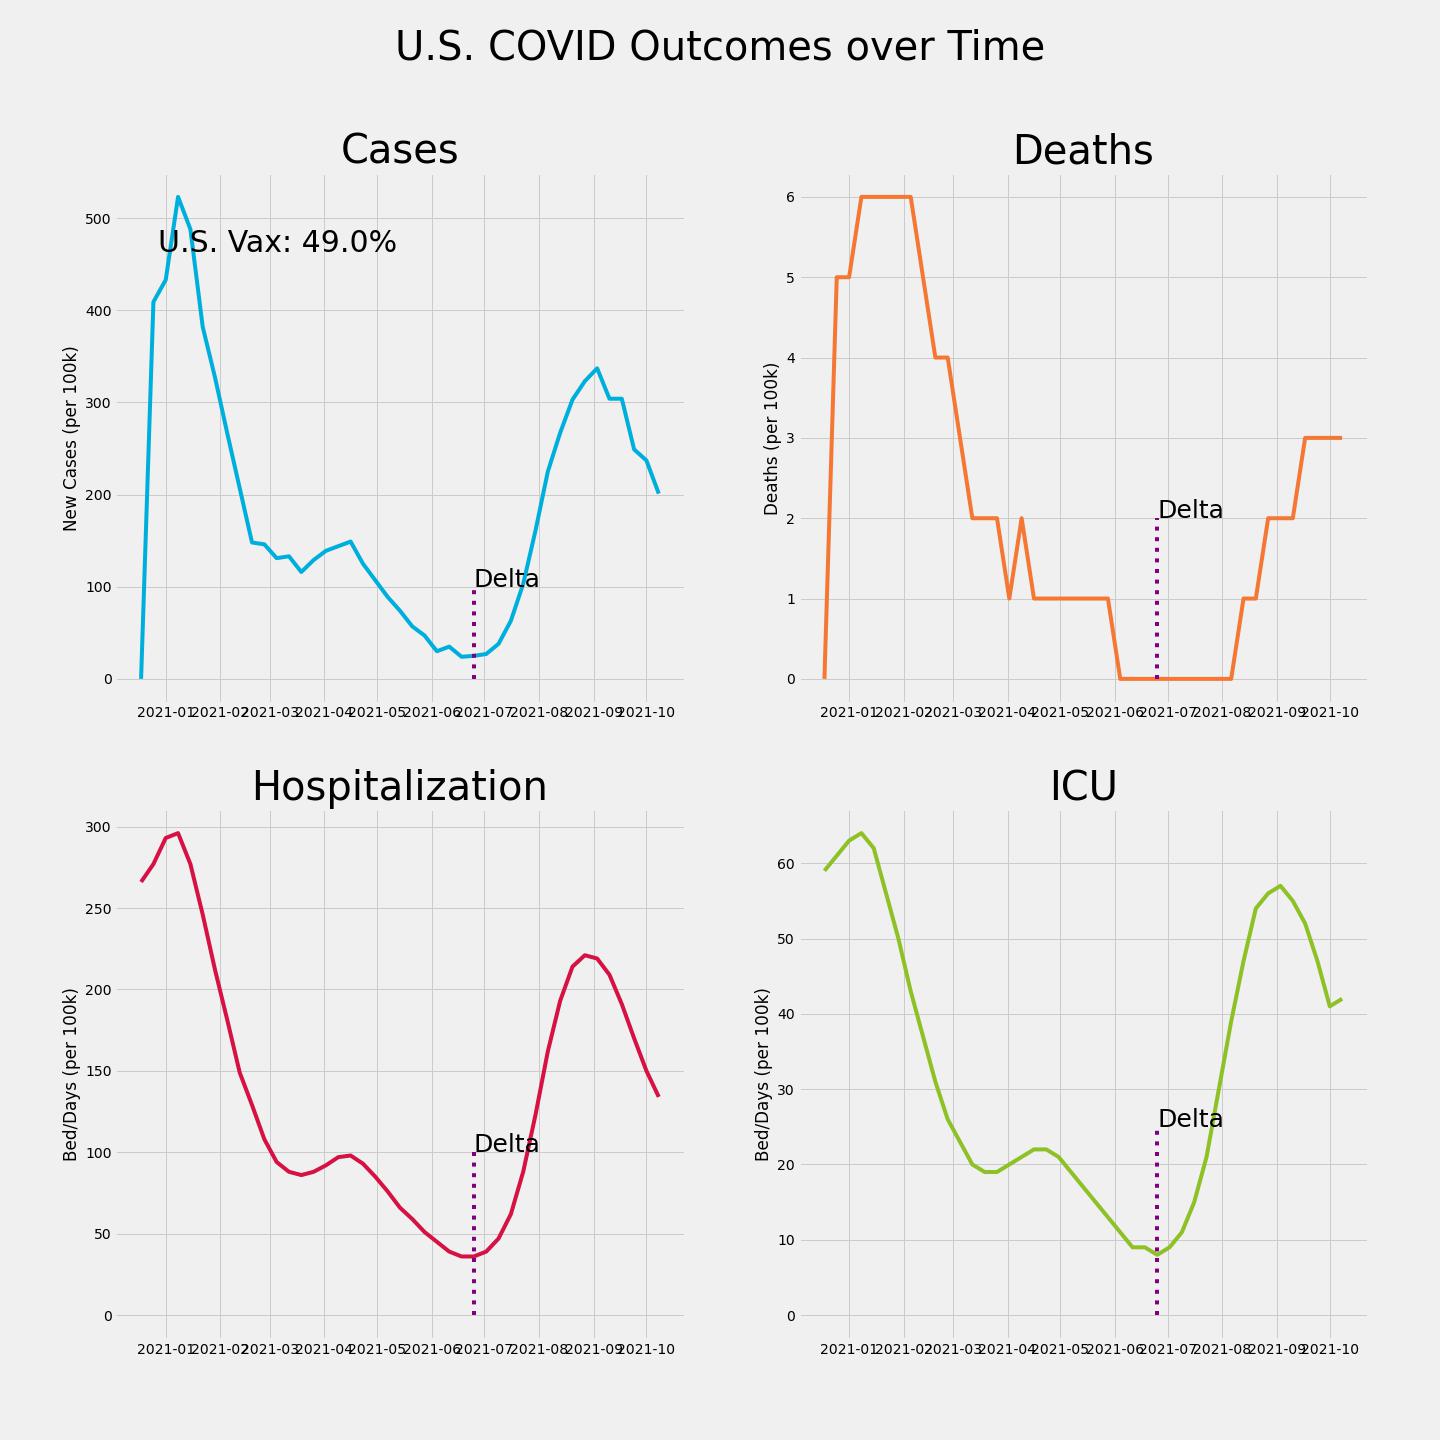 U.S. COVID Outcomes over Time
Cases
New Cases (per 100k)
500
400
300
200
100
0
U.S. Vax: 49.0%
Delta
2021-01 2021-02 2021-03 2021-04 2021-05 2021-06 2021-07 2021-08 2021-09 2021-10
Deaths
Deaths (per 100k)
6
5
4
3
2
1
0
Delta
2021-01 2021-02 2021-03 2021-04 2021-05 2021-06 2021-07 2021-08 2021-09 2021-10
Hospitalization
Bed/Days (per 100k)
300
250
200
150
100
50
0
Delta
2021-01 2021-02 2021-03 2021-04 2021-05 2021-06 2021-07 2021-08 2021-09 2021-10
ICU
Bed/Days (per 100k)
60
50
40
30
20
10
0
Delta
2021-01 2021-02 2021-03 2021-04 2021-05 2021-06 2021-07 2021-08 2021-09 2021-10